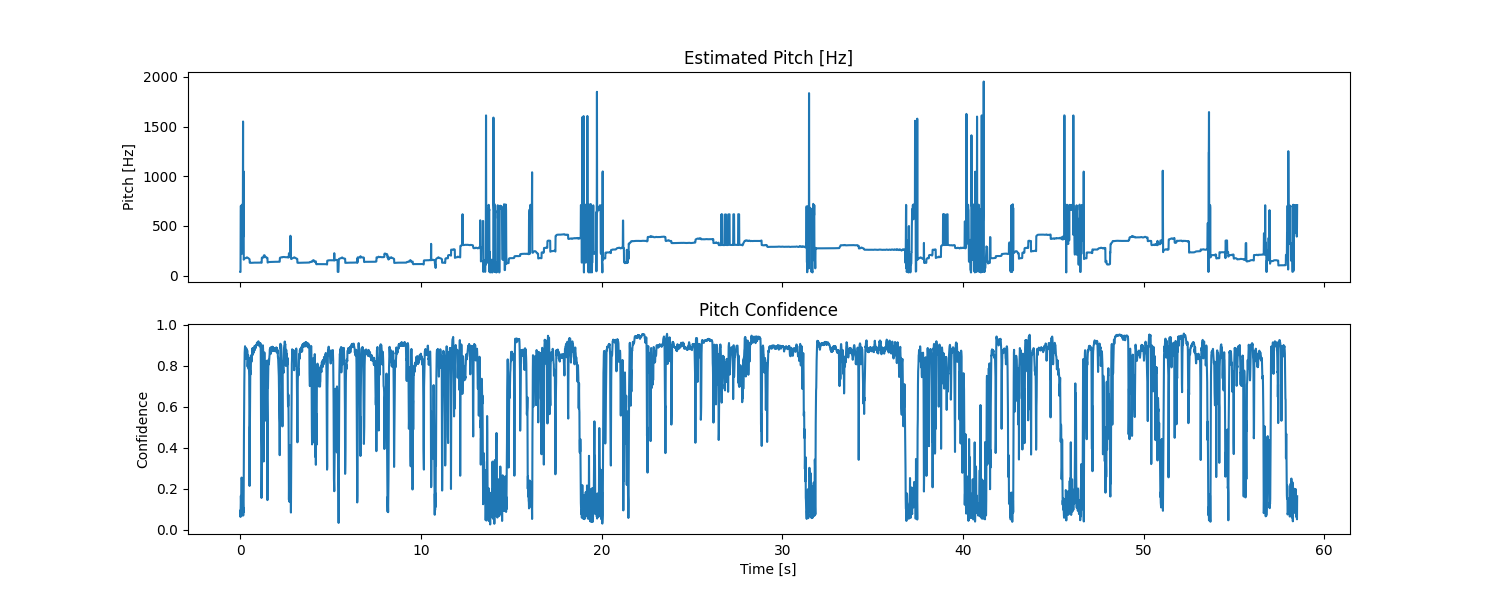 Estimated Pitch [Hz]
2000
1500
1000
500
0
Pitch [Hz]
Pitch Confidence
1.0
0.8
0.6
0.4
0.2
0.0
Confidence
0 10 20 30 40 50 60
Time [s]